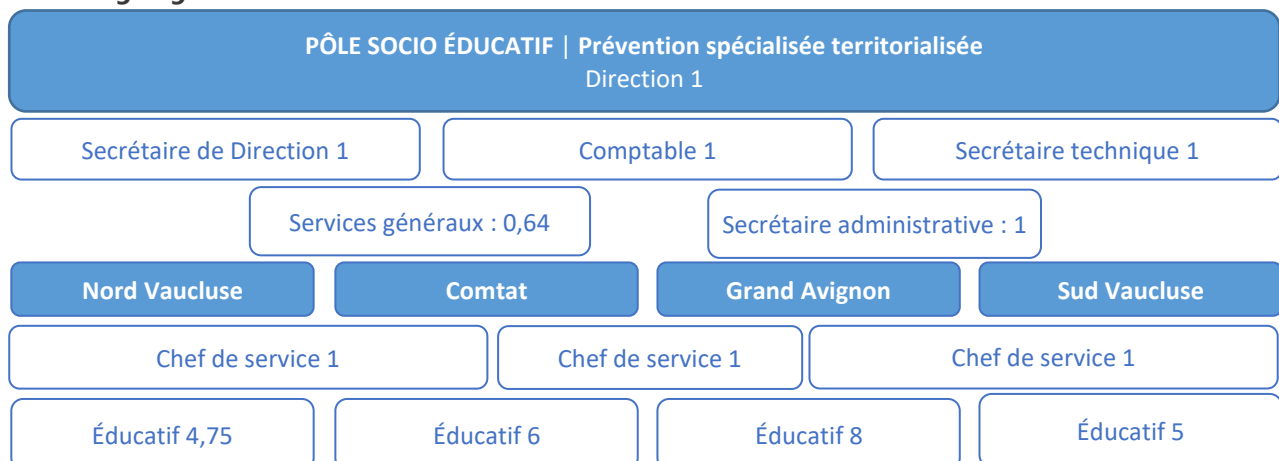 PÔLE SOCIO ÉDUCATIF | Prévention spécialisée territorialisée
Direction 1
Secrétaire de Direction 1
Comptable 1
Secrétaire technique 1
Services généraux : 0,64
Secrétaire administrative : 1
Nord Vaucluse
Comtat
Grand Avignon
Sud Vaucluse
Chef de service 1
Chef de service 1
Chef de service 1
Éducatif 4,75
Éducatif 6
Éducatif 8
Éducatif 5